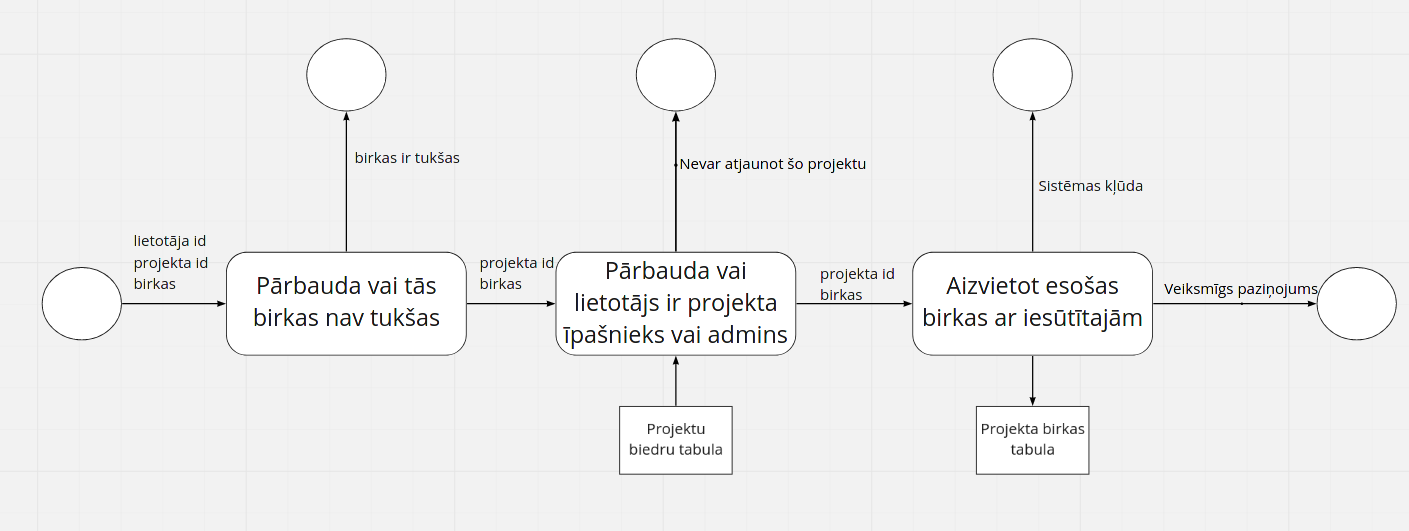 birkas ir tukšas
Nevar atjaunot šo projektu
Sistēmas kļūda
lietotāja id
projekta id
birkas
Pārbauda vai tās
birkas nav tukšas
projekta id
birkas
Pārbauda vai
lietotājs ir projekta
īpašnieks vai admins
projekta id
birkas
Aizvietot esošas
birkas ar iesūtītajām
Veiksmīgs paziņojums
Projektu
biedru tabula
Projekta birkas
tabula